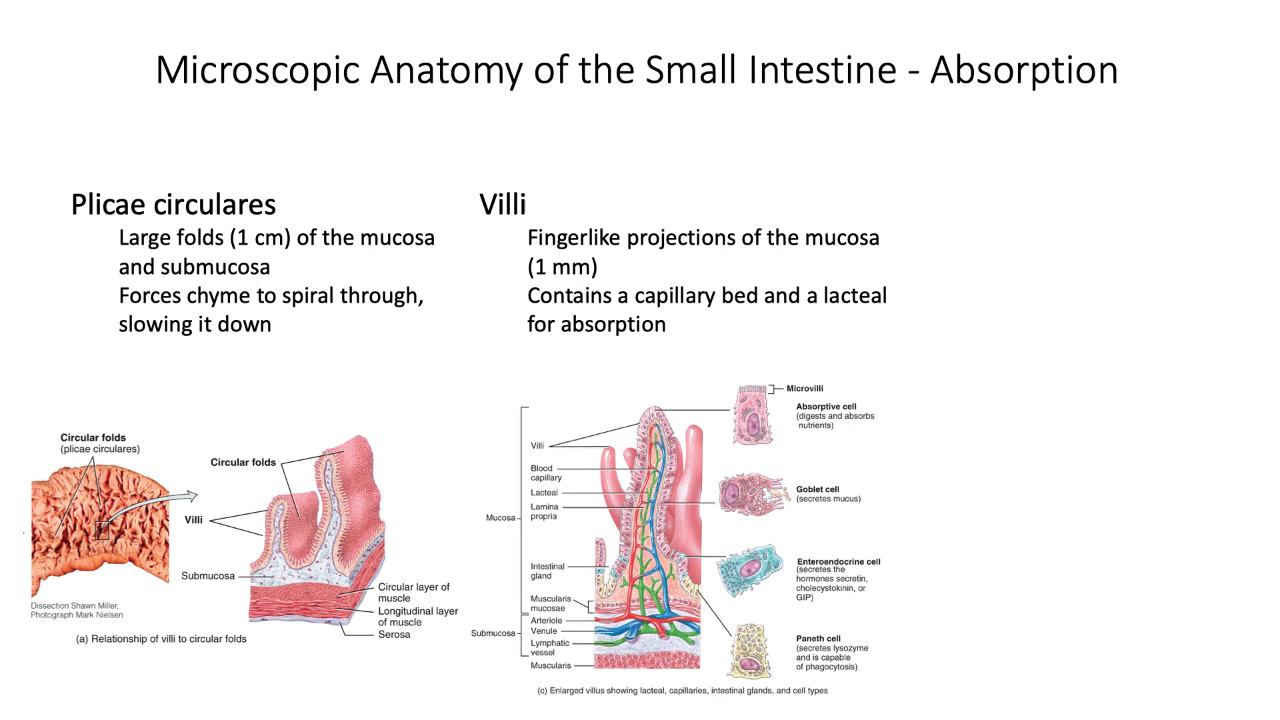 Microscopic Anatomy of the Small Intestine - Absorption
Plicae circulares
Large folds (1 cm) of the mucosa
and submucosa
Forces chyme to spiral through,
slowing it down
Villi
Fingerlike projections of the mucosa
(1 mm)
Contains a capillary bed and a lacteal
for absorption
Circular folds
(plicae circulares)
Circular folds
Villi
Submucosa
Circular layer of
muscle
Longitudinal layer
of muscle
Serosa
Dissection Shawn Miller,
Photograph Mark Nielsen
(a) Relationship of villi to circular folds
Microvilli
Absorptive cell
(digests and absorbs
nutrients)
Villi
Blood
capillary
Lacteal
Lamina
propria
Mucosa
Goblet cell
(secretes mucus)
Intestinal
gland
Enteroendocrine cell
(secretes the
hormones secretin,
cholecystokinin, or
GIP)
Muscularis
mucosae
Arteriole
Submucosa
Venule
Lymphatic
vessel
Muscularis
Paneth cell
(secretes lysozyme
and is capable
of phagocytosis)
(c) Enlarged villus showing lacteal, capillaries, intestinal glands, and cell types